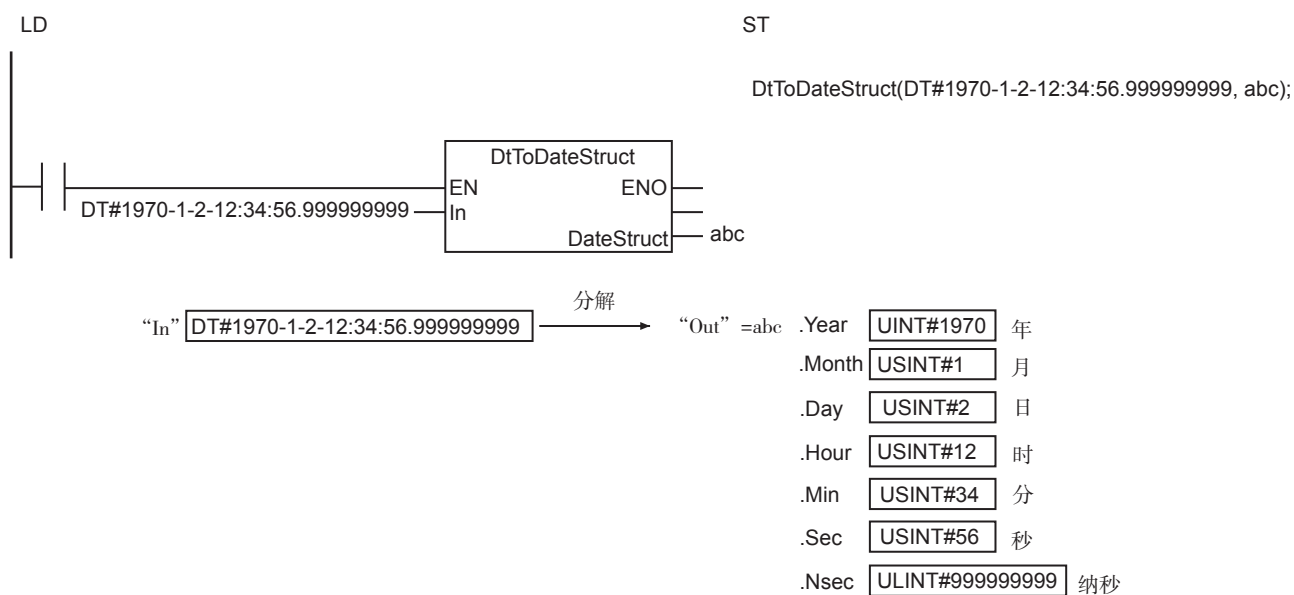 LD
ST
DtToDateStruct(DT#1970-1-2-12:34:56.999999999, abc);
DtToDateStruct
EN ENO
DT#1970-1-2-12:34:56.999999999 In
DateStruct abc
分解
“In” DT#1970-1-2-12:34:56.999999999 “Out” =abc .Year UINT#1970 年
.Month USINT#1 月
.Day USINT#2 日
.Hour USINT#12 时
.Min USINT#34 分
.Sec USINT#56 秒
.Nsec ULINT#999999999 纳秒